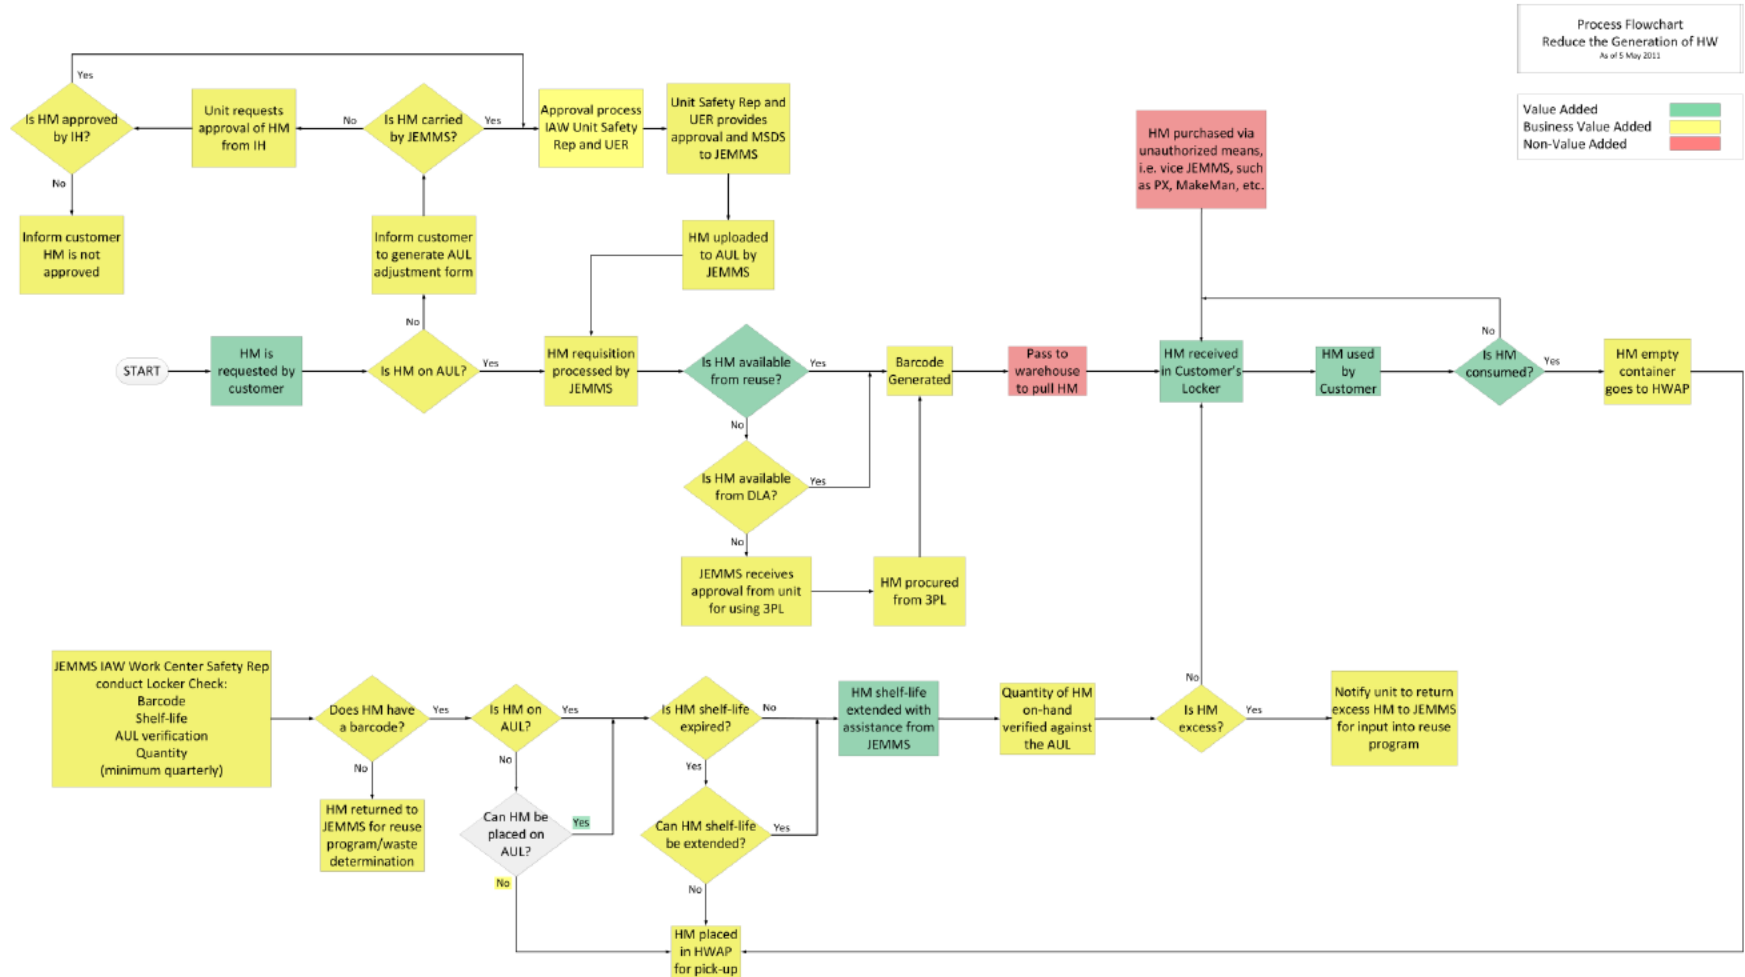 Process Flowchart
Reduce the Generation of HW
As of 5 May 2011
Value Added
Business Value Added
Non-Value Added
Yes
Is HM approved
by IH?
No
Inform customer
HM is not
approved
Unit requests
approval of HM
from IH
No
Is HM carried
by JEMMS?
Yes
Approval process
IAW Unit Safety
Rep and UER
Unit Safety Rep and
UER provides
approval and MSDS
to JEMMS
HM uploaded
to AUL by
JEMMS
Inform customer
to generate AUL
adjustment form
No
HM purchased via
unauthorized means,
i.e. vice JEMMS, such
as PX, MakeMan, etc.
START
HM is
requested by
customer
Is HM on AUL?
Yes
HM requisition
processed by
JEMMS
Is HM available
from reuse?
Yes
No
Is HM available
from DLA?
Yes
No
JEMMS receives
approval from unit
for using 3PL
HM procured
from 3PL
Barcode
Generated
Pass to
warehouse
to pull HM
HM received
in Customer's
Locker
HM used
by
Customer
No
Is HM
consumed?
Yes
HM empty
container
goes to HWAP
JEMMS IAW Work Center Safety Rep
conduct Locker Check:
Barcode
Shelf-life
AUL verification
Quantity
(minimum quarterly)
Does HM have
a barcode?
Yes
No
HM returned to
JEMMS for reuse
program/waste
determination
Is HM on
AUL?
Yes
No
Can HM be
placed on
AUL?
Yes
No
Is HM shelf-life
expired?
No
Yes
Can HM shelf-life
be extended?
Yes
No
HM placed
in HWAP
for pick-up
HM shelf-life
extended with
assistance from
JEMMS
Quantity of HM
on-hand
verified against
the AUL
No
Is HM
excess?
Yes
Notify unit to return
excess HM to JEMMS
for input into reuse
program